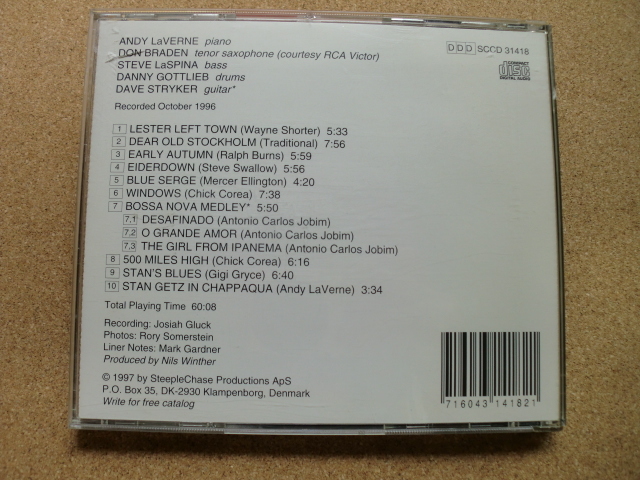 ANDY LaVERNE piano
DON BRADEN tenor saxophone (courtesy RCA Victor)
STEVE LaSPINA bass
DANNY GOTTLIEB drums
DAVE STRYKER guitar*
DDD SCCD 31418
COMPACT
disc
DIGITAL AUDIO
Recorded October 1996
1 LESTER LEFT TOWN (Wayne Shorter) 5:33
2 DEAR OLD STOCKHOLM (Traditional) 7:56
3 EARLY AUTUMN (Ralph Burns) 5:59
4 EIDERDOWN (Steve Swallow) 5:56
5 BLUE SERGE (Mercer Ellington) 4:20
6 WINDOWS (Chick Corea) 7:38
7 BOSSA NOVA MEDLEY* 5:50
7.1 DESAFINADO (Antonio Carlos Jobim)
7.2 O GRANDE AMOR (Antonio Carlos Jobim)
7.3 THE GIRL FROM IPANEMA (Antonio Carlos Jobim)
8 500 MILES HIGH (Chick Corea) 6:16
9 STAN'S BLUES (Gigi Gryce) 6:40
10 STAN GETZ IN CHAPPAQUA (Andy LaVerne) 3:34
Total Playing Time 60:08
Recording: Josiah Gluck
Photos: Rory Somerstein
Liner Notes: Mark Gardner
Produced by Nils Winther
© 1997 by SteepleChase Productions ApS
P.O. Box 35, DK-2930 Klampenborg, Denmark
Write for free catalog
716043 141821